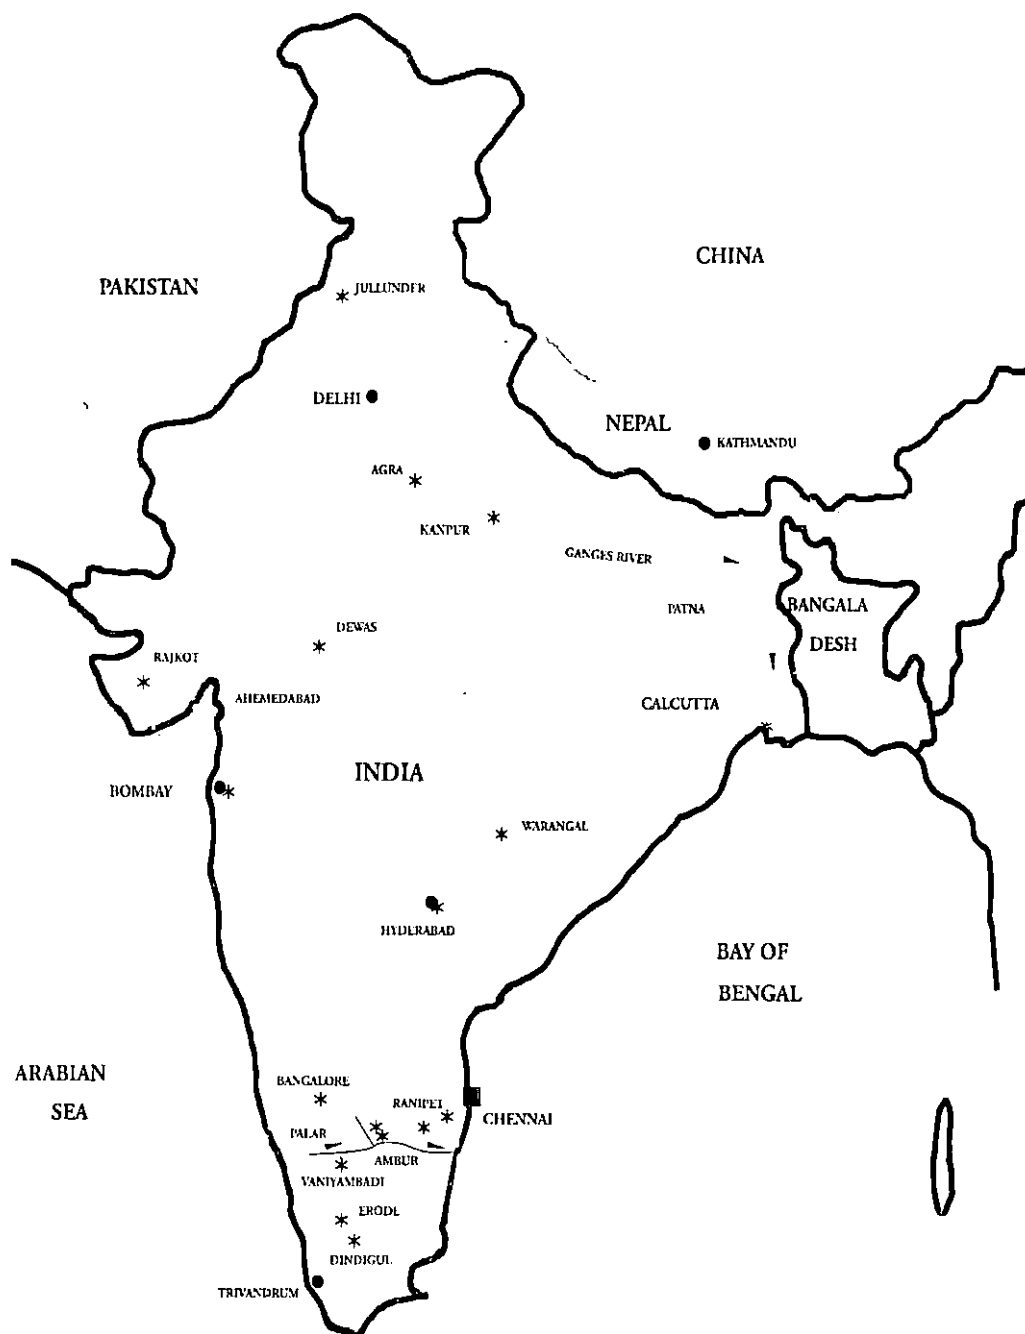 CHINA
PAKISTAN
JULLUNDER
DELHI
NEPAL
KATHMANDU
AGRA
KANPUR
GANGES RIVER
PATNA
BANGALA
DESH
DEWAS
RAJKOT
AHEMEDABAD
CALCUTTA
INDIA
BOMBAY
WARANGAL
HYDERABAD
BAY OF
BENGAL
ARABIAN
SEA
BANGALORE
RANIPET
CHENNAI
PALAR
AMBUR
VANIYAMBADI
ERODE
DINDIGUL
TRIVANDRUM